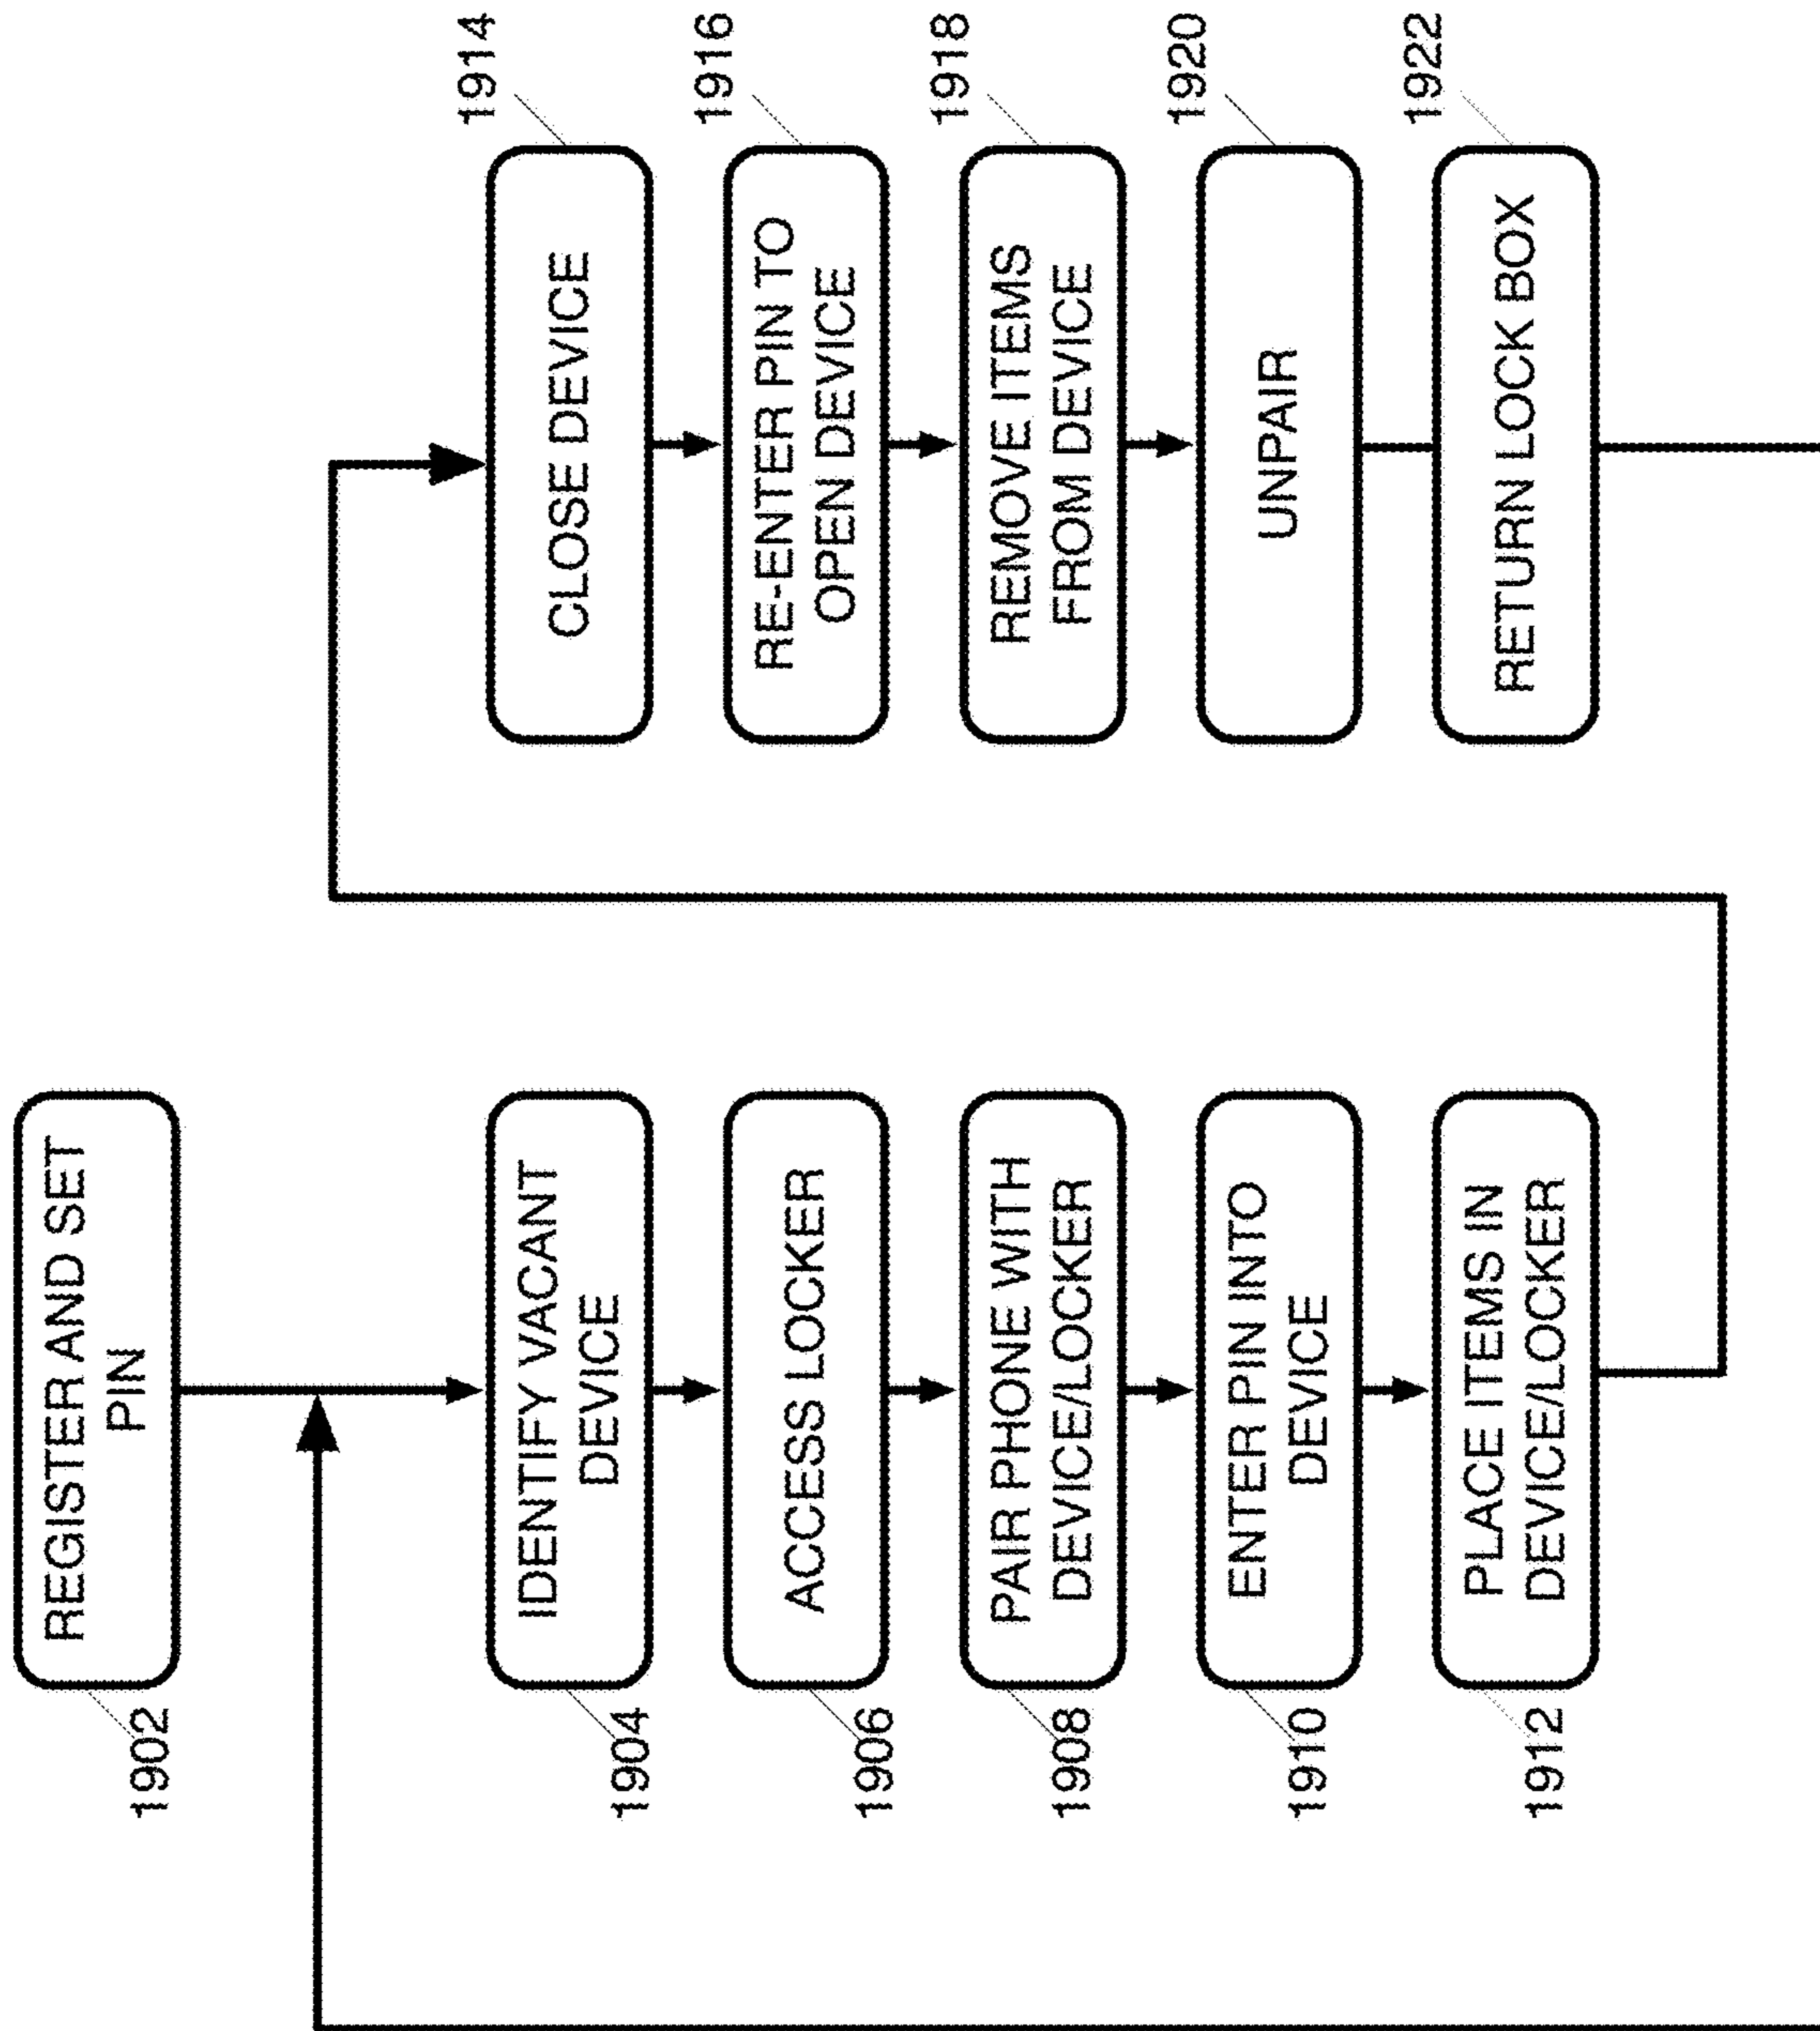 REGISTER AND SET
PIN
1902
IDENTIFY VACANT
DEVICE
1904
ACCESS LOCKER
1906
PAIR PHONE WITH
DEVICE/LOCKER
1908
ENTER PIN INTO
DEVICE
1910
PLACE ITEMS IN
DEVICE/LOCKER
1912
CLOSE DEVICE
1914
RE-ENTER PIN TO
OPEN DEVICE
1916
REMOVE ITEMS
FROM DEVICE
1918
UNPAIR
1920
RETURN LOCK BOX
1922